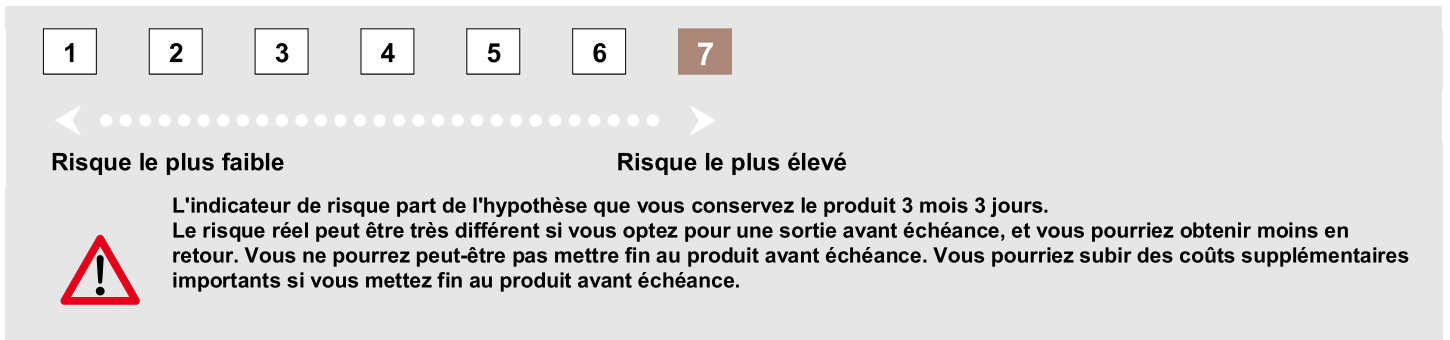 1 2 3 4 5 6 7
Risque le plus faible Risque le plus élevé
L'indicateur de risque part de l'hypothèse que vous conservez le produit 3 mois 3 jours.
Le risque réel peut être très différent si vous optez pour une sortie avant échéance, et vous pourriez obtenir moins en
retour. Vous ne pourrez peut-être pas mettre fin au produit avant échéance. Vous pourriez subir des coûts supplémentaires
importants si vous mettez fin au produit avant échéance.